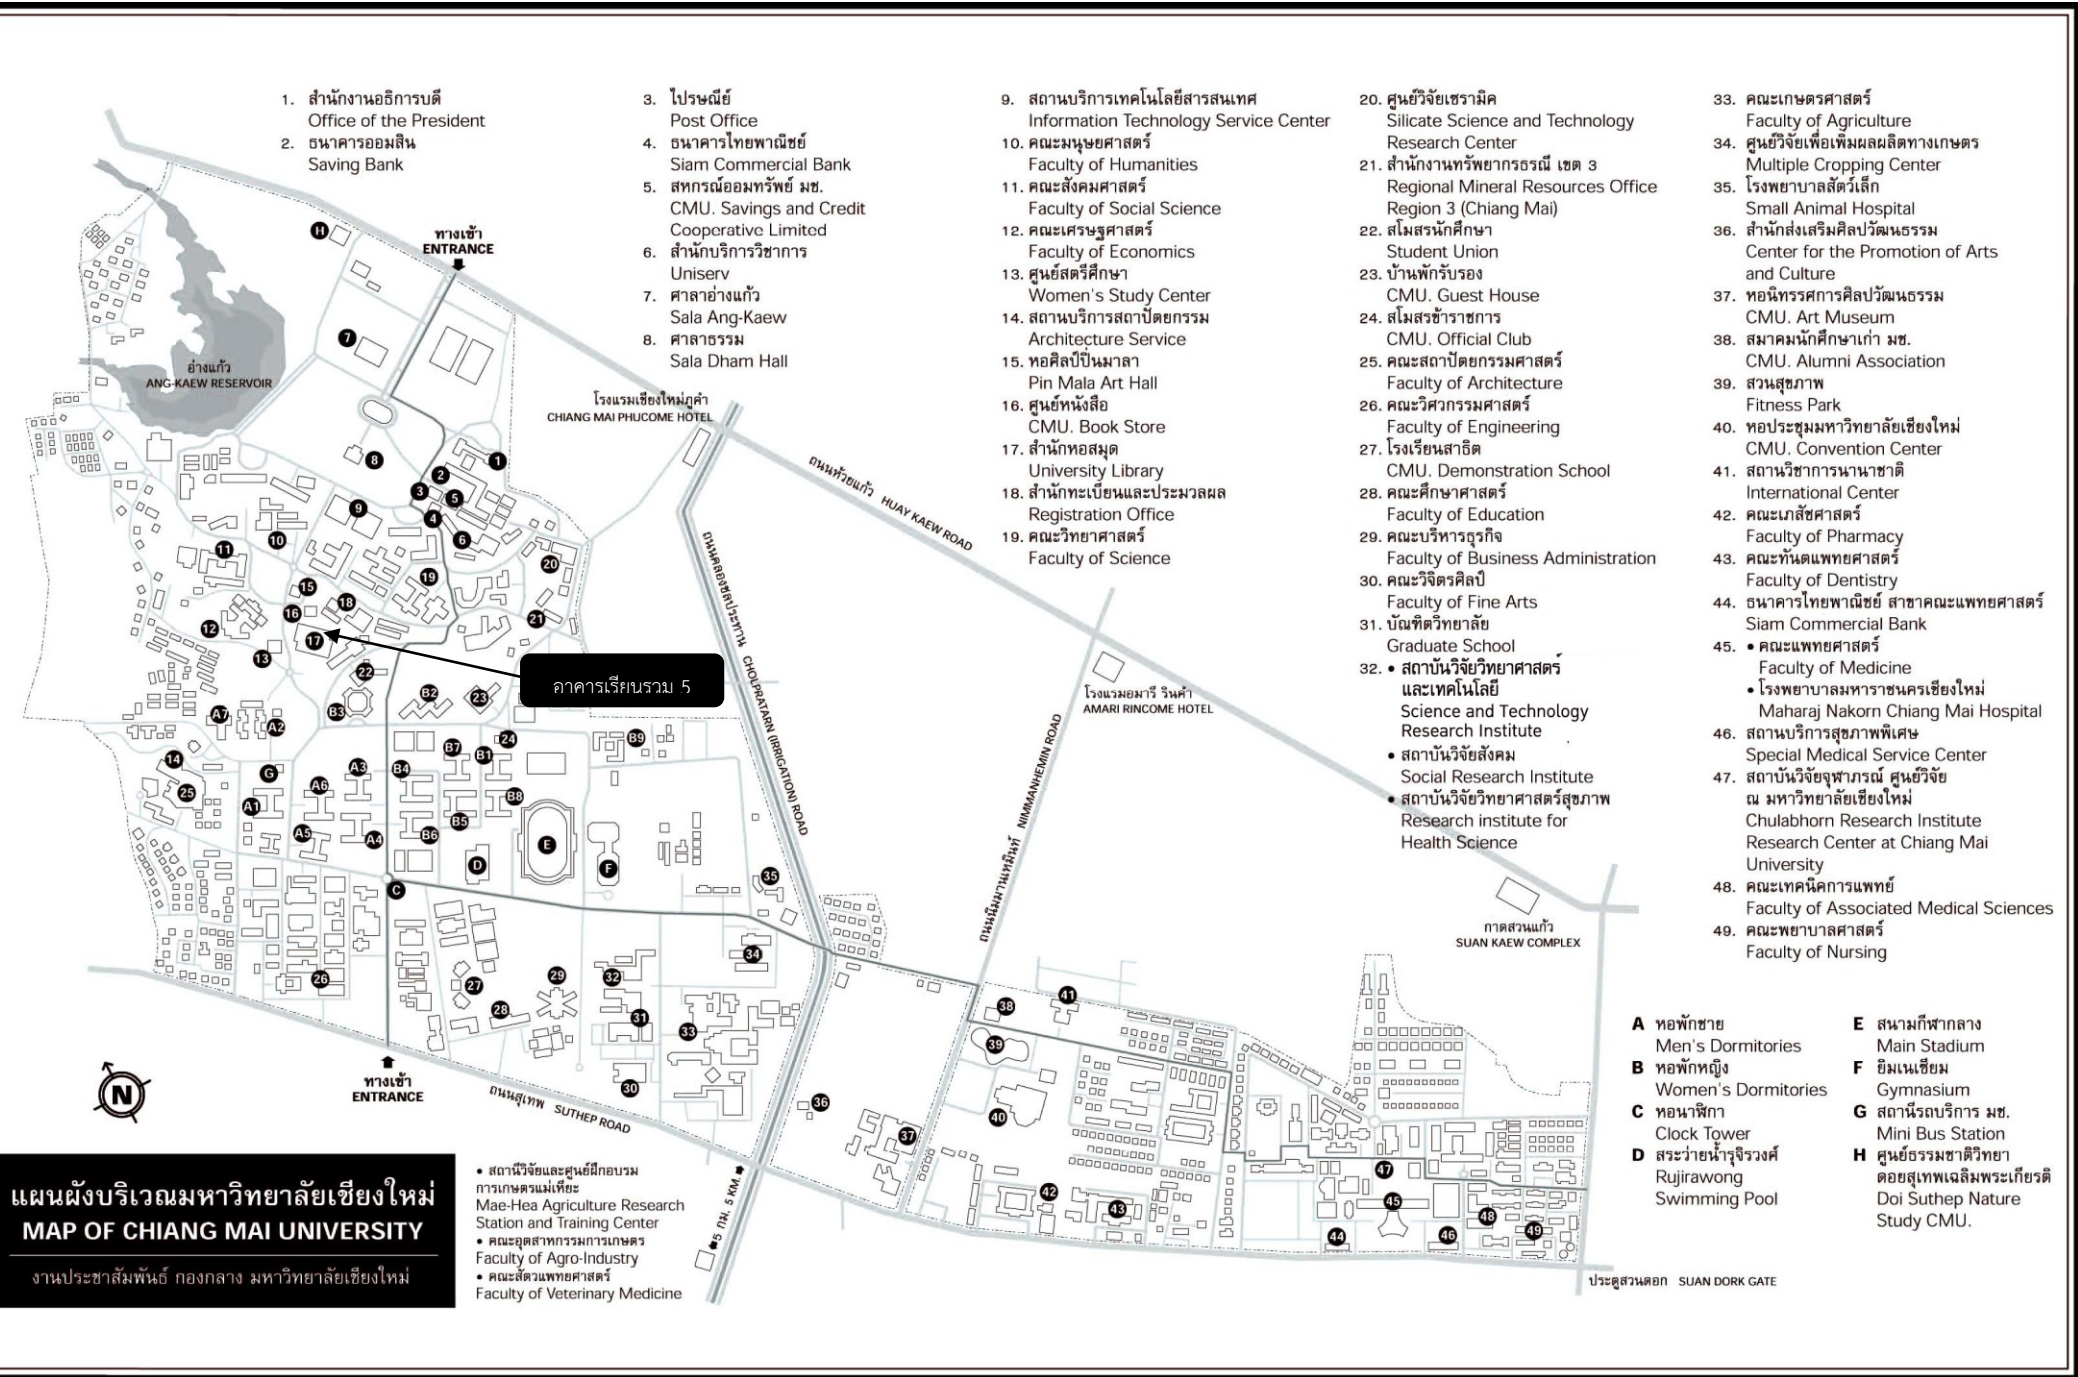 1. สำนักงานอธิการบดี
Office of the President
2. ธนาคารออมสิน
Saving Bank
3. ไปรษณีย์
Post Office
4. ธนาคารไทยพาณิชย์
Siam Commercial Bank
5. สหกรณ์ออมทรัพย์ มช.
CMU. Savings and Credit
Cooperative Limited
6. สำนักบริการวิชาการ
Uniserv
7. ศาลาอ่างแก้ว
Sala Ang-Kaew
8. ศาลาธรรม
Sala Dham Hall
9. สถานบริการเทคโนโลยีสารสนเทศ
Information Technology Service Center
10. คณะมนุษยศาสตร์
Faculty of Humanities
11. คณะสังคมศาสตร์
Faculty of Social Science
12. คณะเศรษฐศาสตร์
Faculty of Economics
13. ศูนย์สตรีศึกษา
Women's Study Center
14. สถานบริการสถาปัตยกรรม
Architecture Service
15. หอศิลป์ปิ่นมาลา
Pin Mala Art Hall
16. ศูนย์หนังสือ
CMU. Book Store
17. สำนักหอสมุด
University Library
18. สำนักทะเบียนและประมวลผล
Registration Office
19. คณะวิทยาศาสตร์
Faculty of Science
20. ศูนย์วิจัยเซรามิค
Silicate Science and Technology
Research Center
21. สำนักงานทรัพยากรธรณี เขต 3
Regional Mineral Resources Office
Region 3 (Chiang Mai)
22. สโมสรนักศึกษา
Student Union
23. บ้านพักรับรอง
CMU. Guest House
24. สโมสรข้าราชการ
CMU. Official Club
25. คณะสถาปัตยกรรมศาสตร์
Faculty of Architecture
26. คณะวิศวกรรมศาสตร์
Faculty of Engineering
27. โรงเรียนสาธิต
CMU. Demonstration School
28. คณะศึกษาศาสตร์
Faculty of Education
29. คณะบริหารธุรกิจ
Faculty of Business Administration
30. คณะวิจิตรศิลป์
Faculty of Fine Arts
31. บัณฑิตวิทยาลัย
Graduate School
32. • สถาบันวิจัยวิทยาศาสตร์
และเทคโนโลยี
Science and Technology
Research Institute
• สถาบันวิจัยสังคม
Social Research Institute
• สถาบันวิจัยวิทยาศาสตร์สุขภาพ
Research institute for
Health Science
33. คณะเกษตรศาสตร์
Faculty of Agriculture
34. ศูนย์วิจัยเพื่อเพิ่มผลผลิตทางเกษตร
Multiple Cropping Center
35. โรงพยาบาลสัตว์เล็ก
Small Animal Hospital
36. สำนักส่งเสริมศิลปวัฒนธรรม
Center for the Promotion of Arts
and Culture
37. หอนิทรรศการศิลปวัฒนธรรม
CMU. Art Museum
38. สมาคมนักศึกษาเก่า มช.
CMU. Alumni Association
39. สวนสุขภาพ
Fitness Park
40. หอประชุมมหาวิทยาลัยเชียงใหม่
CMU. Convention Center
41. สถานวิชาการนานาชาติ
International Center
42. คณะเภสัชศาสตร์
Faculty of Pharmacy
43. คณะทันตแพทยศาสตร์
Faculty of Dentistry
44. ธนาคารไทยพาณิชย์ สาขาคณะแพทยศาสตร์
Siam Commercial Bank
45. • คณะแพทยศาสตร์
Faculty of Medicine
• โรงพยาบาลมหาราชนครเชียงใหม่
Maharaj Nakorn Chiang Mai Hospital
46. สถานบริการสุขภาพพิเศษ
Special Medical Service Center
47. สถาบันวิจัยจุฬาภรณ์ ศูนย์วิจัย
ณ มหาวิทยาลัยเชียงใหม่
Chulabhorn Research Institute
Research Center at Chiang Mai
University
48. คณะเทคนิคการแพทย์
Faculty of Associated Medical Sciences
49. คณะพยาบาลศาสตร์
Faculty of Nursing
A หอพักชาย
Men's Dormitories
B หอพักหญิง
Women's Dormitories
C หอนาฬิกา
Clock Tower
D สระว่ายน้ำรุจิรวงศ์
Rujirawong
Swimming Pool
E สนามกีฬากลาง
Main Stadium
F ยิมเนเซียม
Gymnasium
G สถานีรถบริการ มช.
Mini Bus Station
H ศูนย์ธรรมชาติวิทยา
ดอยสุเทพเฉลิมพระเกียรติ
Doi Suthep Nature
Study CMU.
H
ทางเข้า
ENTRANCE
7
อ่างแก้ว
ANG-KAEW RESERVOIR
โรงแรมเชียงใหม่ภูคำ
CHIANG MAI PHUCOME HOTEL
8
1
2
3
5
4
6
9
10
11
15
18
19
20
16
17
12
13
21
22
ถนนห้วยแก้ว HUAY KAEW ROAD
ถนนคลองชลประทาน CHOLPRATARN (IRRIGATION) ROAD
อาคารเรียนรวม 5
โรงแรมอมารี รินคำ
AMARI RINCOME HOTEL
B2
23
B3
A7
A2
24
B9
B7
B1
14
G
A3
B4
A6
25
A1
B8
B5
A5
A4
B6
E
D
F
C
35
ถนนนิมมานเหมินท์ NIMMANHEMIN ROAD
กาดสวนแก้ว
SUAN KAEW COMPLEX
34
26
27
29
32
28
31
33
30
38
41
39
36
40
37
42
43
47
45
44
46
48
49
N
ทางเข้า
ENTRANCE
ถนนสุเทพ SUTHEP ROAD
5 กม. 5 KM.
ประตูสวนดอก SUAN DORK GATE
แผนผังบริเวณมหาวิทยาลัยเชียงใหม่
MAP OF CHIANG MAI UNIVERSITY
งานประชาสัมพันธ์ กองกลาง มหาวิทยาลัยเชียงใหม่
• สถานีวิจัยและศูนย์ฝึกอบรม
การเกษตรแม่เหียะ
Mae-Hea Agriculture Research
Station and Training Center
• คณะอุตสาหกรรมการเกษตร
Faculty of Agro-Industry
• คณะสัตวแพทยศาสตร์
Faculty of Veterinary Medicine